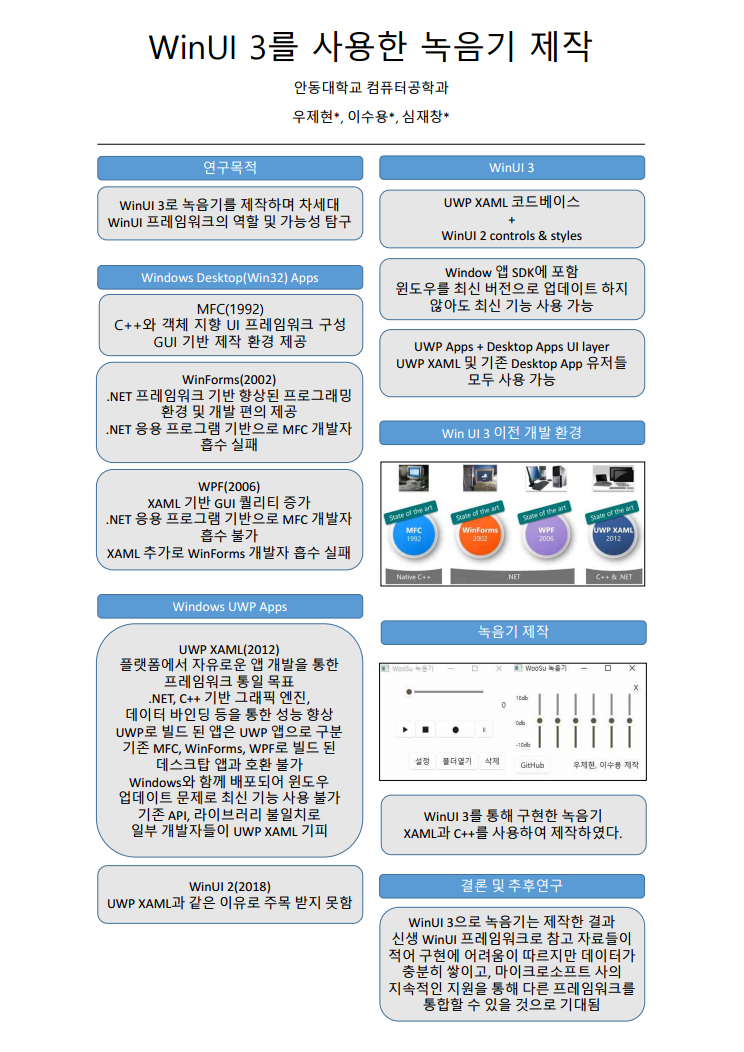 WinUI 3를 사용한 녹음기 제작
안동대학교 컴퓨터공학과
우제현*, 이수용*, 심재창*
연구목적
WinUI 3로 녹음기를 제작하며 차세대
WinUI 프레임워크의 역할 및 가능성 탐구
Windows Desktop(Win32) Apps
MFC(1992)
C++와 객체 지향 UI 프레임워크 구성
GUI 기반 제작 환경 제공
WinForms(2002)
.NET 프레임워크 기반 향상된 프로그래밍
환경 및 개발 편의 제공
.NET 응용 프로그램 기반으로 MFC 개발자
흡수 실패
WPF(2006)
XAML 기반 GUI 퀄리티 증가
.NET 응용 프로그램 기반으로 MFC 개발자
흡수 불가
XAML 추가로 WinForms 개발자 흡수 실패
Windows UWP Apps
UWP XAML(2012)
플랫폼에서 자유로운 앱 개발을 통한
프레임워크 통일 목표
.NET, C++ 기반 그래픽 엔진,
데이터 바인딩 등을 통한 성능 향상
UWP로 빌드 된 앱은 UWP 앱으로 구분
기존 MFC, WinForms, WPF로 빌드 된
데스크탑 앱과 호환 불가
Windows와 함께 배포되어 윈도우
업데이트 문제로 최신 기능 사용 불가
기존 API, 라이브러리 불일치로
일부 개발자들이 UWP XAML 기피
WinUI 2(2018)
UWP XAML과 같은 이유로 주목 받지 못함
WinUI 3
UWP XAML 코드베이스
+
WinUI 2 controls & styles
Window 앱 SDK에 포함
윈도우를 최신 버전으로 업데이트 하지
않아도 최신 기능 사용 가능
UWP Apps + Desktop Apps UI layer
UWP XAML 및 기존 Desktop App 유저들
모두 사용 가능
Win UI 3 이전 개발 환경
State of the art State of the art State of the art State of the art
MFC WinForms WPF UWP XAML
1992 2002 2006 2012
Native C++ .NET C++ & .NET
녹음기 제작
WooSu 녹음기 WooSu 녹음기
X
10db
0
0db
-10db
설정 폴더열기 삭제 GitHub 우제현, 이수용 제작
WinUI 3를 통해 구현한 녹음기
XAML과 C++를 사용하여 제작하였다.
결론 및 추후연구
WinUI 3으로 녹음기는 제작한 결과
신생 WinUI 프레임워크로 참고 자료들이
적어 구현에 어려움이 따르지만 데이터가
충분히 쌓이고, 마이크로소프트 사의
지속적인 지원을 통해 다른 프레임워크를
통합할 수 있을 것으로 기대됨